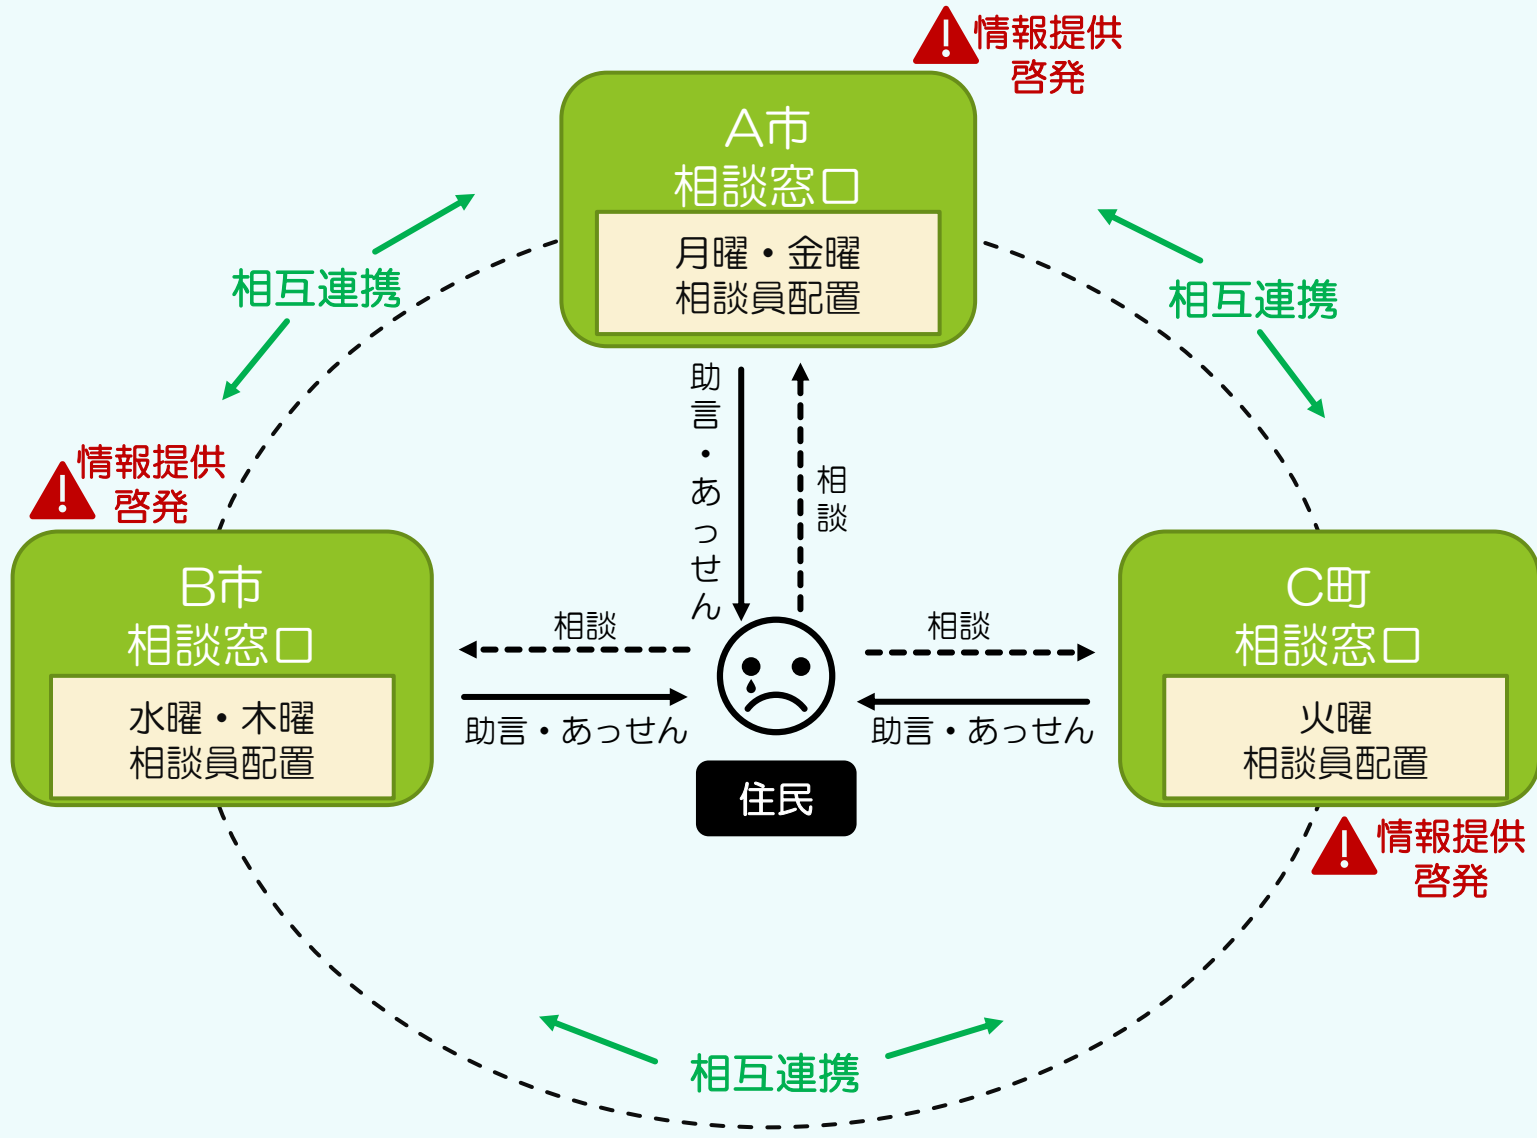 情報提供
啓発
A市
相談窓口
月曜・金曜
相談員配置
相互連携
相互連携
助言・あっせん
相談
情報提供
啓発
B市
相談窓口
水曜・木曜
相談員配置
相談
助言・あっせん
相談
助言・あっせん
住民
C町
相談窓口
火曜
相談員配置
情報提供
啓発
相互連携